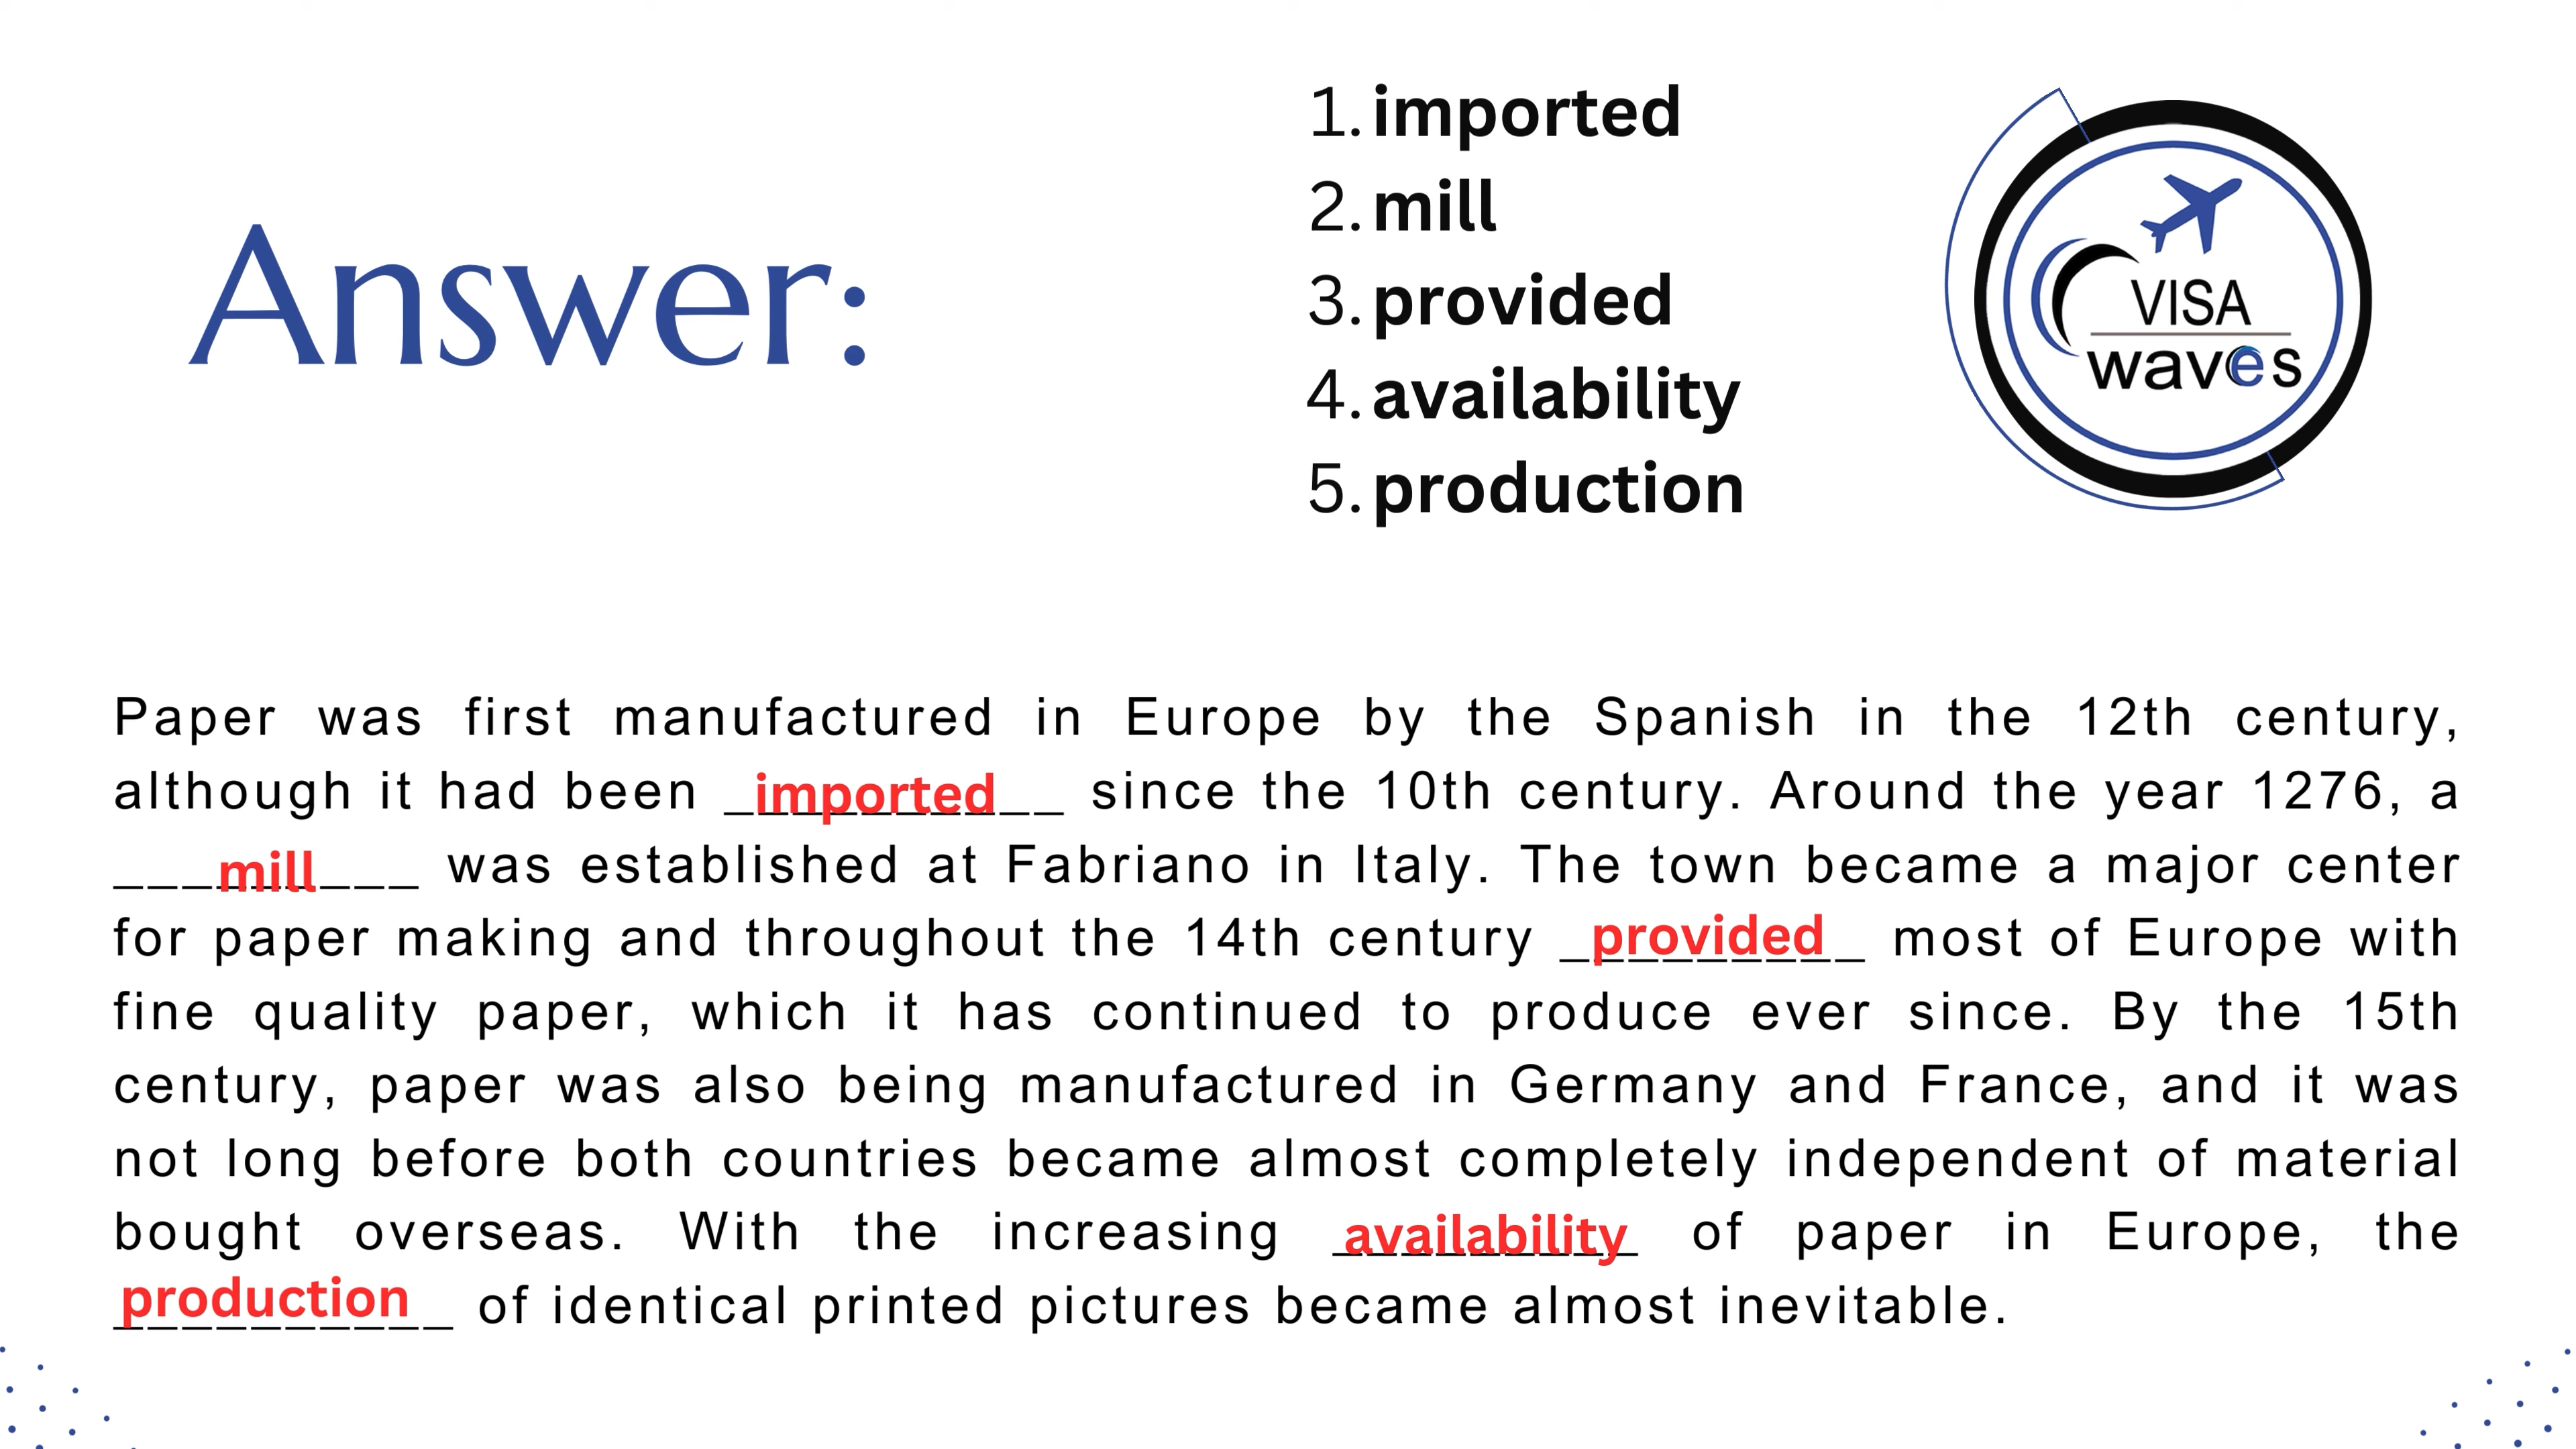 Answer:
1. imported
2. mill
3. provided
4. availability
5. production
VISA
waves
Paper was first manufactured in Europe by the Spanish in the 12th century,
although it had been _imported__ since the 10th century. Around the year 1276, a
___mill___ was established at Fabriano in Italy. The town became a major center
for paper making and throughout the 14th century _provided_ most of Europe with
fine quality paper, which it has continued to produce ever since. By the 15th
century, paper was also being manufactured in Germany and France, and it was
not long before both countries became almost completely independent of material
bought overseas. With the increasing availability of paper in Europe, the
production_ of identical printed pictures became almost inevitable.